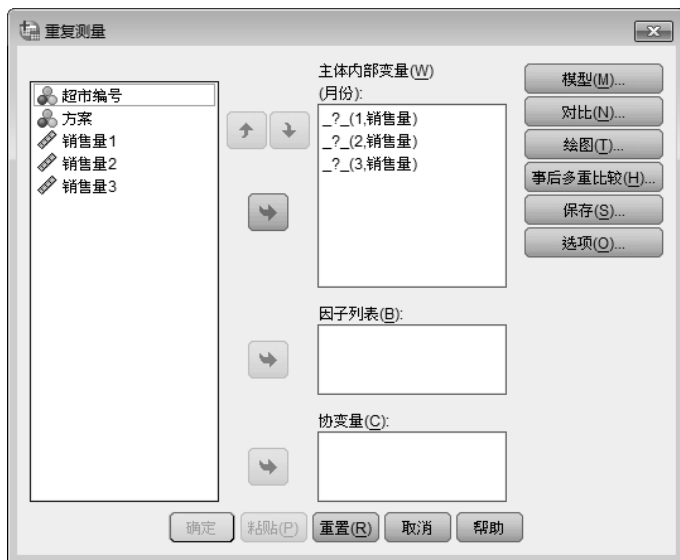 重复测量
超市编号
方案
销售量1
销售量2
销售量3
主体内部变量(W)
(月份):
_?_(1,销售量)
_?_(2,销售量)
_?_(3,销售量)
因子列表(B):
协变量(C):
模型(M)...
对比(N)...
绘图(T)...
事后多重比较(H)...
保存(S)...
选项(O)...
确定
粘贴(P)
重置(R)
取消
帮助